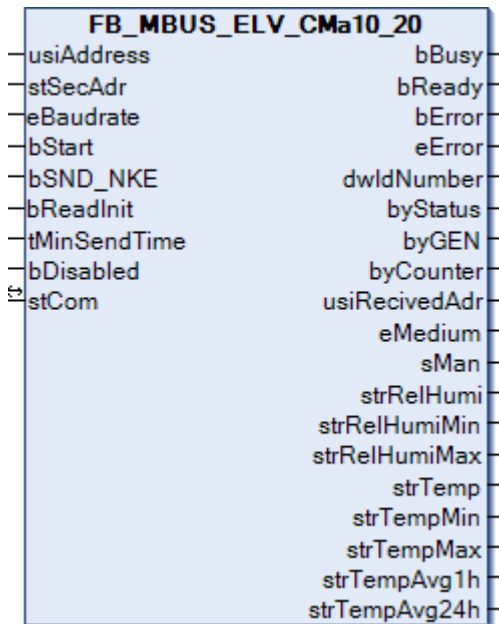 FB_MBUS_ELV_CMa10_20
usiAddress bBusy
stSecAdr bReady
eBaudrate bError
bStart eError
bSND_NKE dwIdNumber
bReadInit byStatus
tMinSendTime byGEN
bDisabled byCounter
stCom usiRecivedAdr
eMedium
sMan
strRelHumi
strRelHumiMin
strRelHumiMax
strTemp
strTempMin
strTempMax
strTempAvg1h
strTempAvg24h